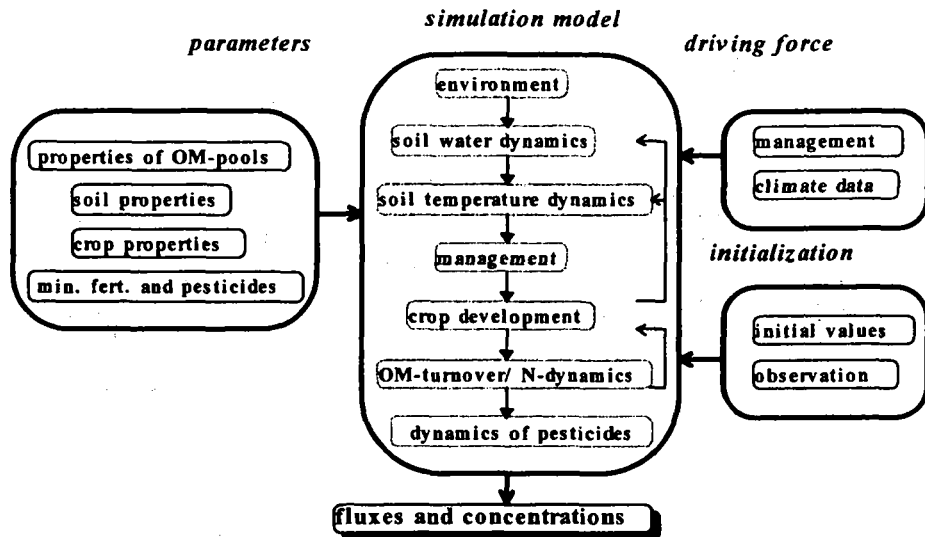 simulation model
parameters
driving force
environment
soil water dynamics
soil temperature dynamics
management
crop development
OM-turnover/ N-dynamics
dynamics of pesticides
properties of OM-pools
soil properties
crop properties
min. fert. and pesticides
management
climate data
initialization
initial values
observation
fluxes and concentrations